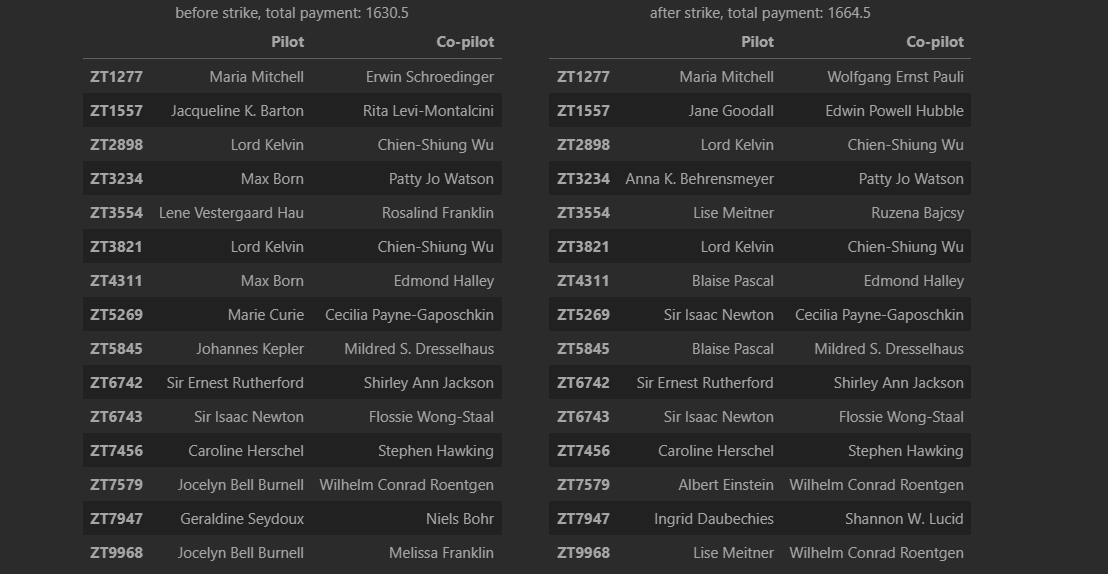 before strike, total payment: 1630.5
Pilot Co-pilot
ZT1277 Maria Mitchell Erwin Schroedinger
ZT1557 Jacqueline K. Barton Rita Levi-Montalcini
ZT2898 Lord Kelvin Chien-Shiung Wu
ZT3234 Max Born Patty Jo Watson
ZT3554 Lene Vestergaard Hau Rosalind Franklin
ZT3821 Lord Kelvin Chien-Shiung Wu
ZT4311 Max Born Edmond Halley
ZT5269 Marie Curie Cecilia Payne-Gaposchkin
ZT5845 Johannes Kepler Mildred S. Dresselhaus
ZT6742 Sir Ernest Rutherford Shirley Ann Jackson
ZT6743 Sir Isaac Newton Flossie Wong-Staal
ZT7456 Caroline Herschel Stephen Hawking
ZT7579 Jocelyn Bell Burnell Wilhelm Conrad Roentgen
ZT7947 Geraldine Seydoux Niels Bohr
ZT9968 Jocelyn Bell Burnell Melissa Franklin
after strike, total payment: 1664.5
Pilot Co-pilot
ZT1277 Maria Mitchell Wolfgang Ernst Pauli
ZT1557 Jane Goodall Edwin Powell Hubble
ZT2898 Lord Kelvin Chien-Shiung Wu
ZT3234 Anna K. Behrensmeyer Patty Jo Watson
ZT3554 Lise Meitner Ruzena Bajcsy
ZT3821 Lord Kelvin Chien-Shiung Wu
ZT4311 Blaise Pascal Edmond Halley
ZT5269 Sir Isaac Newton Cecilia Payne-Gaposchkin
ZT5845 Blaise Pascal Mildred S. Dresselhaus
ZT6742 Sir Ernest Rutherford Shirley Ann Jackson
ZT6743 Sir Isaac Newton Flossie Wong-Staal
ZT7456 Caroline Herschel Stephen Hawking
ZT7579 Albert Einstein Wilhelm Conrad Roentgen
ZT7947 Ingrid Daubechies Shannon W. Lucid
ZT9968 Lise Meitner Wilhelm Conrad Roentgen